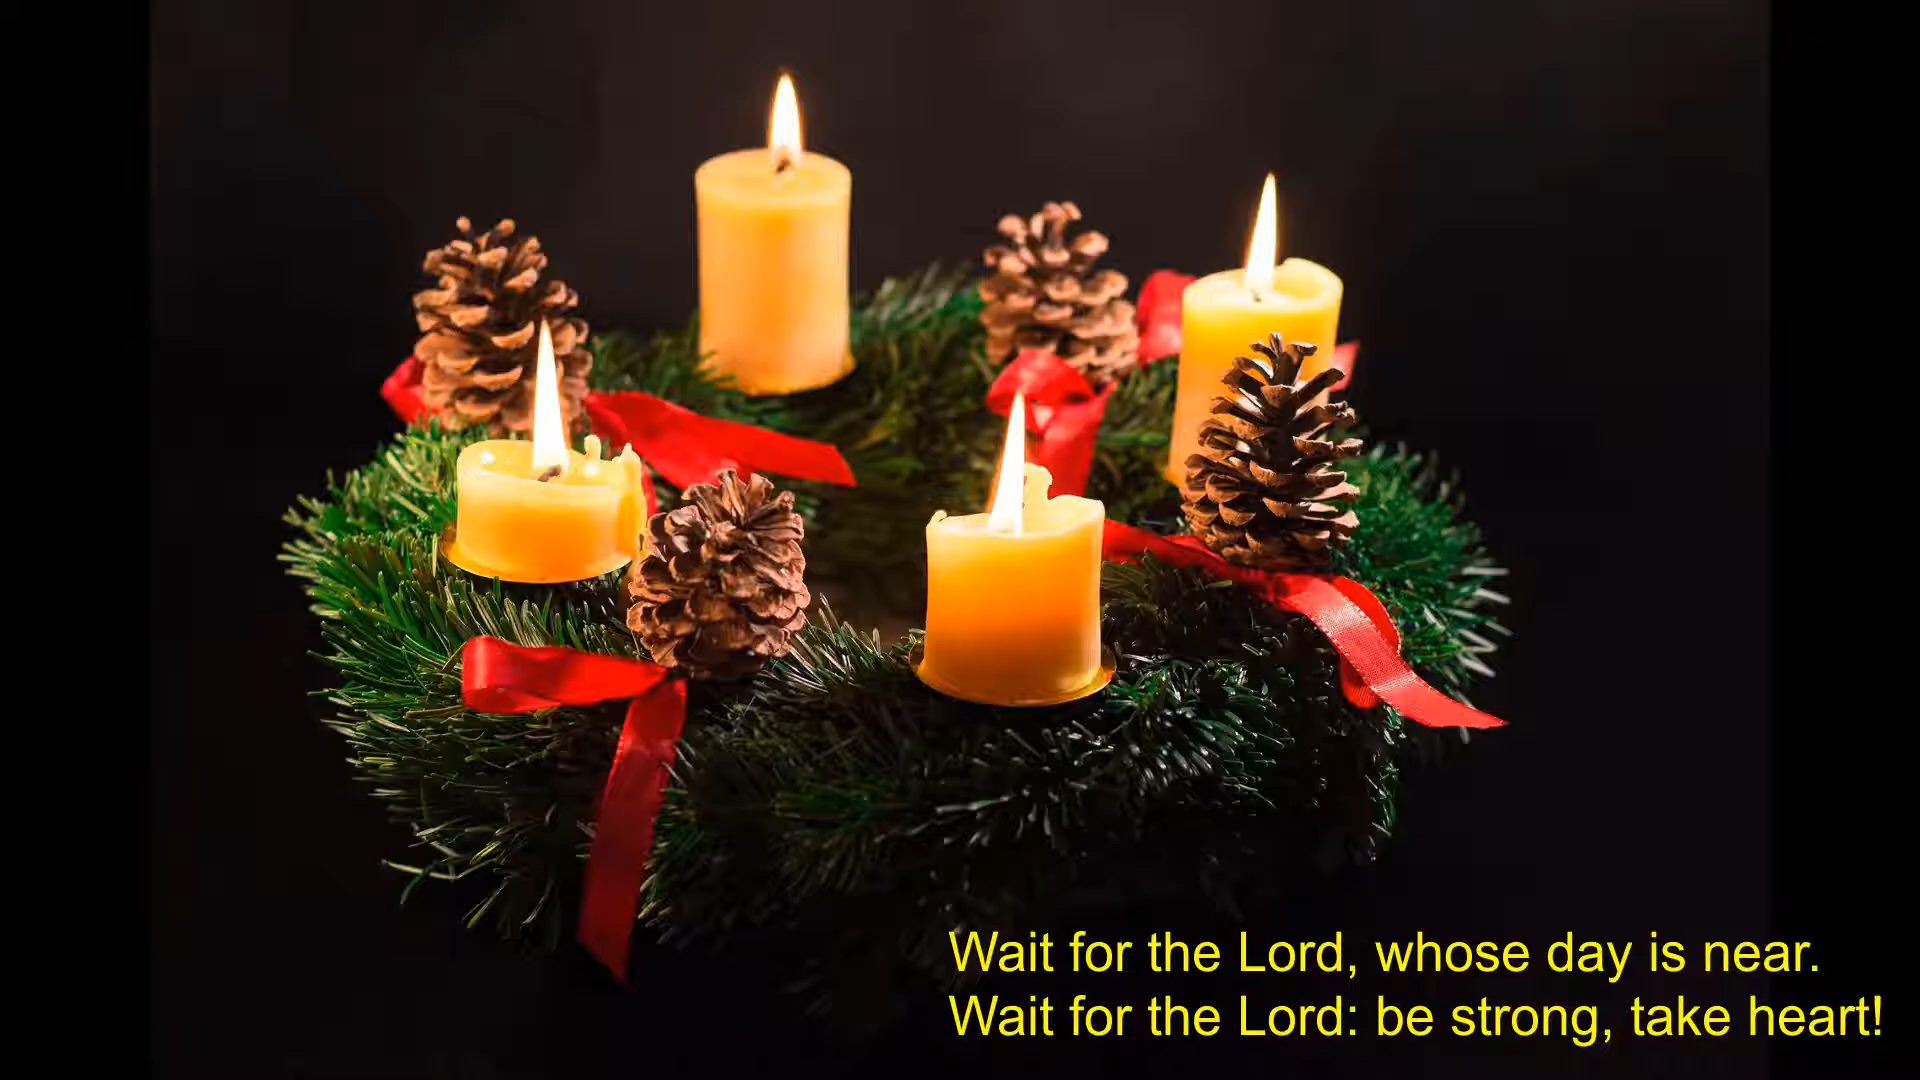 Wait for the Lord, whose day is near.
Wait for the Lord: be strong, take heart!